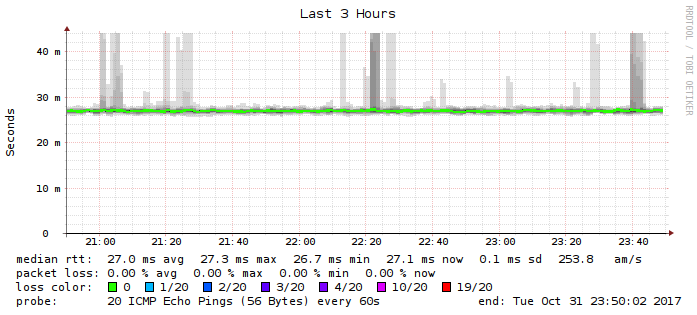 Last 3 Hours
RRDTOOL / TOBI OETIKER
Seconds
40 m
30 m
20 m
10 m
0
21:00 21:20 21:40 22:00 22:20 22:40 23:00 23:20 23:40
median rtt: 27.0 ms avg 27.3 ms max 26.7 ms min 27.1 ms now 0.1 ms sd 253.8 am/s
packet loss: 0.00 % avg 0.00 % max 0.00 % min 0.00 % now
loss color: 0 1/20 2/20 3/20 4/20 10/20 19/20
probe: 20 ICMP Echo Pings (56 Bytes) every 60s end: Tue Oct 31 23:50:02 2017